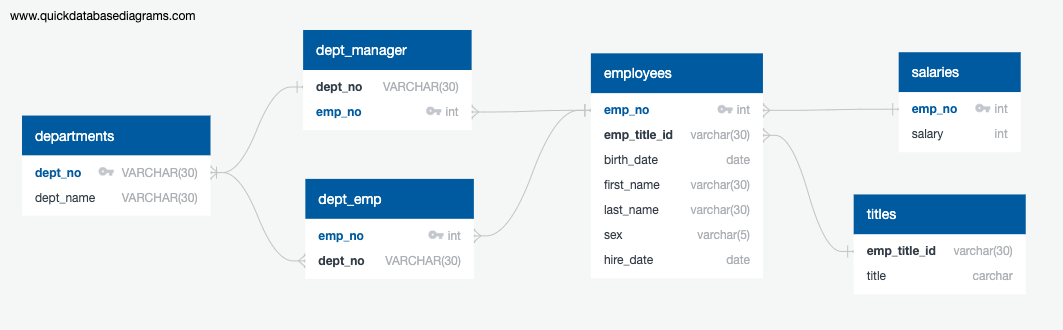 www.quickdatabasediagrams.com
dept_manager
dept_no VARCHAR(30)
emp_no int
departments
dept_no VARCHAR(30)
dept_name VARCHAR(30)
dept_emp
emp_no int
dept_no VARCHAR(30)
employees
emp_no int
emp_title_id varchar(30)
birth_date date
first_name varchar(30)
last_name varchar(30)
sex varchar(5)
hire_date date
salaries
emp_no int
salary int
titles
emp_title_id varchar(30)
title carchar